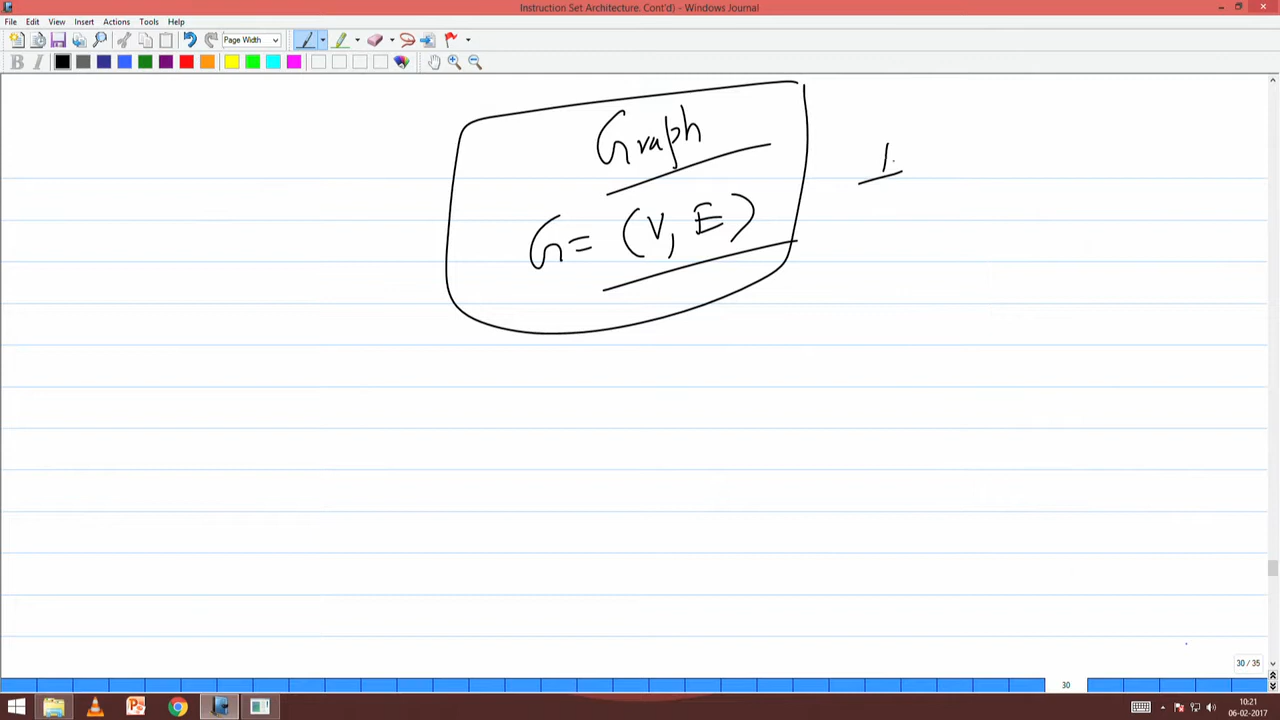 Instruction Set Architecture. Cont'd) - Windows Journal
File Edit View Insert Actions Tools Help
Page Width
B I
Graph
1.
G = (V, E)
30 / 35
30
10:21
06-02-2017